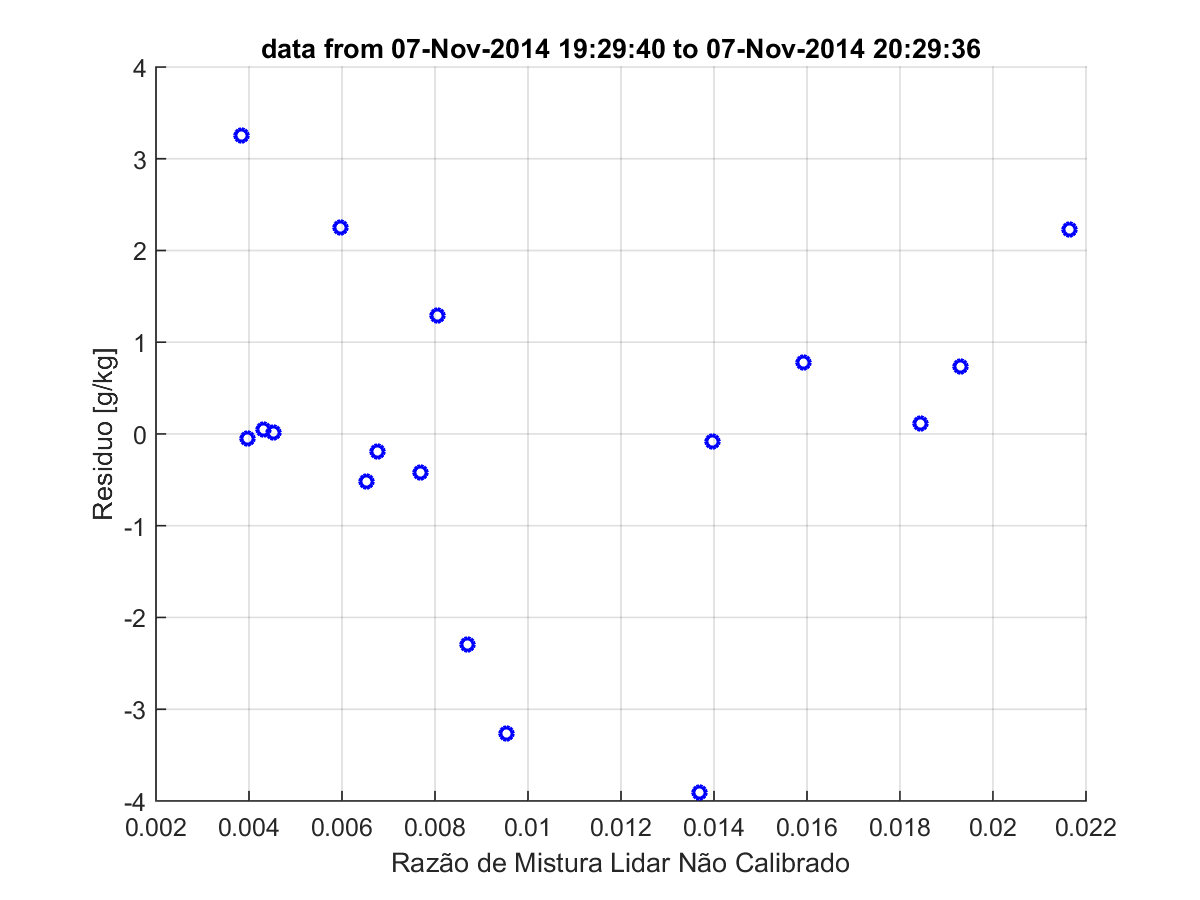 data from 07-Nov-2014 19:29:40 to 07-Nov-2014 20:29:36
4
3
2
1
0
-1
-2
-3
-4
Residuo [g/kg]
0.002 0.004 0.006 0.008 0.01 0.012 0.014 0.016 0.018 0.02 0.022
Razão de Mistura Lidar Não Calibrado